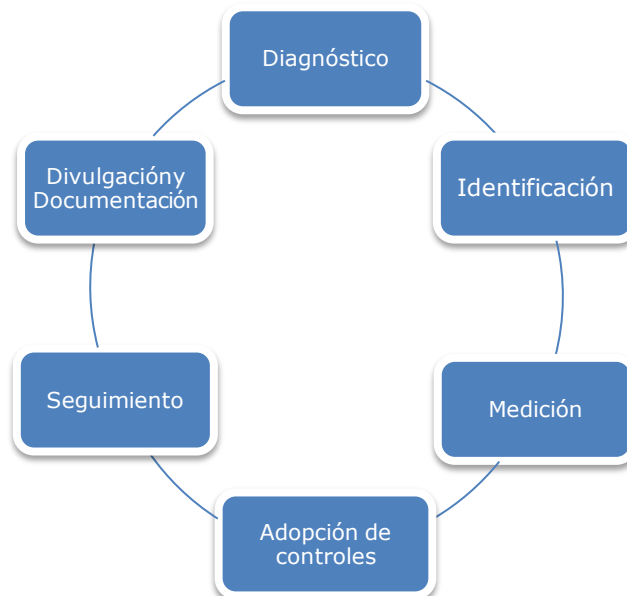 Diagnóstico
Identificación
Medición
Adopción de
controles
Seguimiento
Divulgacióny
Documentación